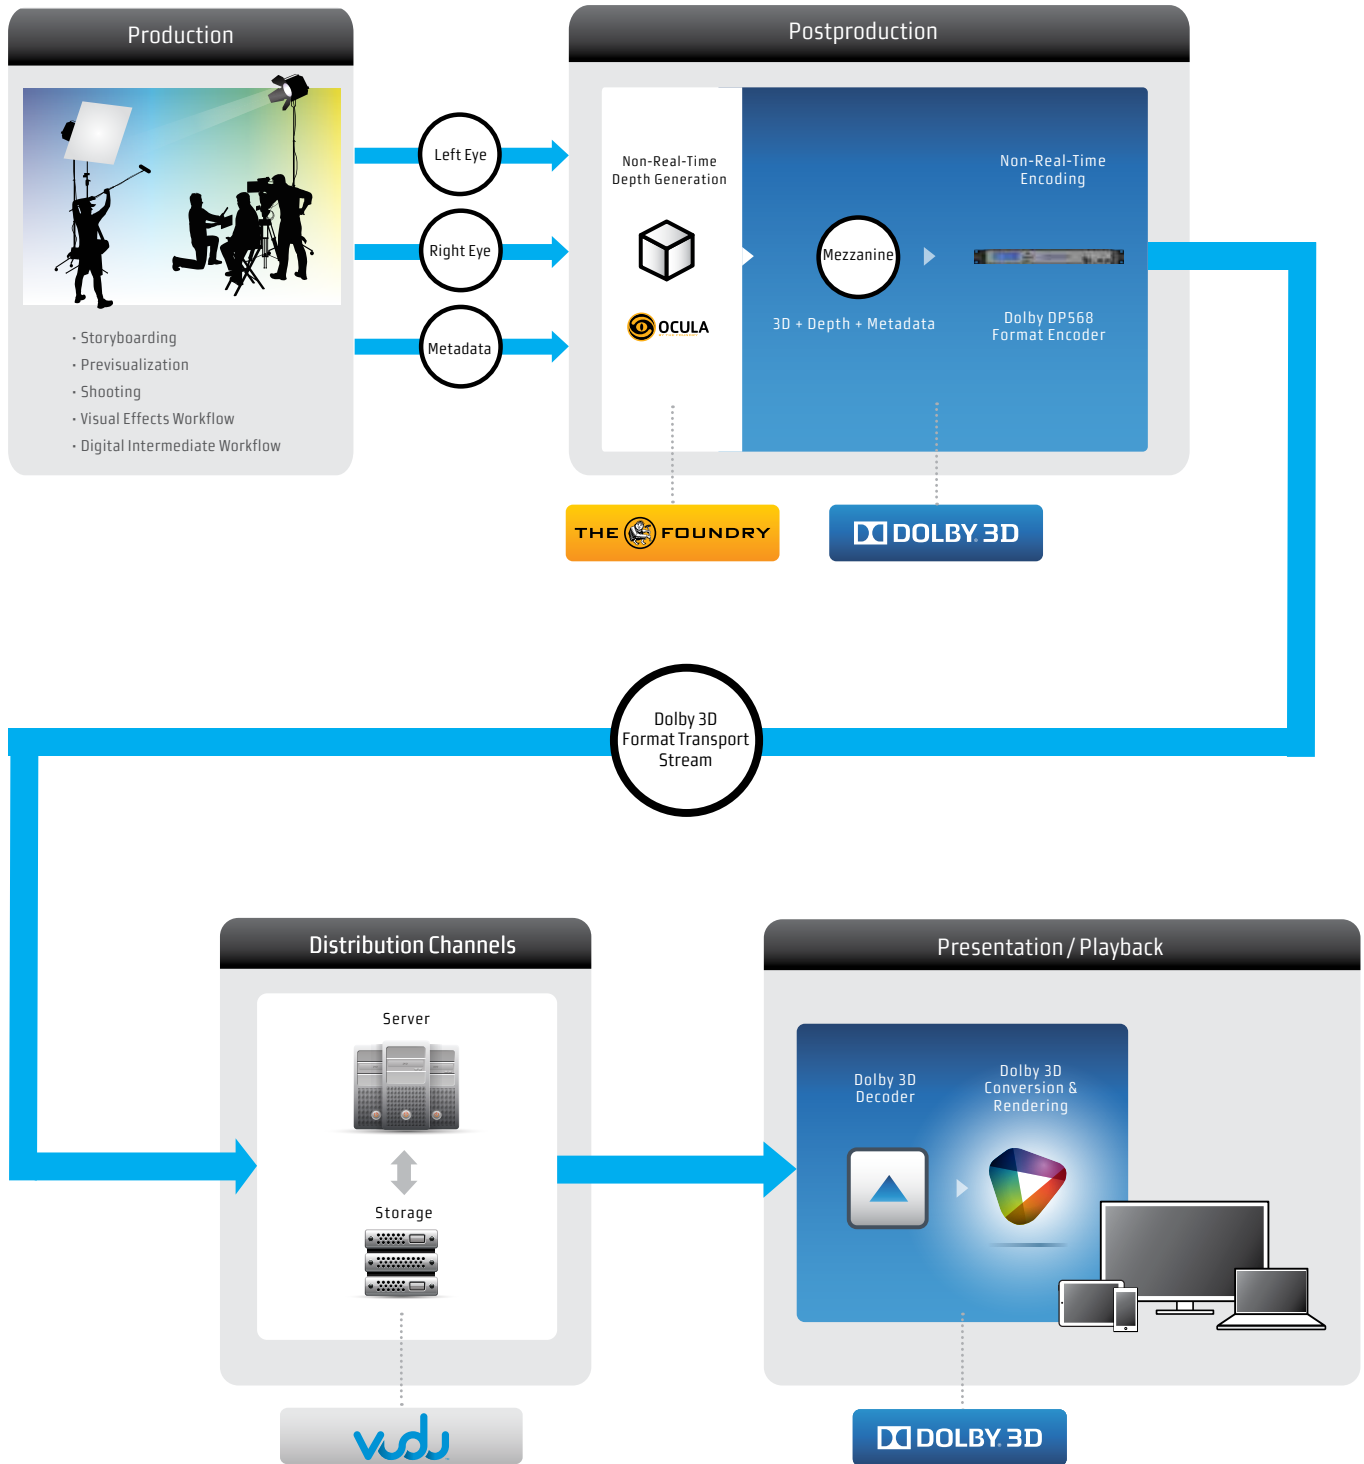 Production
Postproduction
Left Eye
Right Eye
Metadata
· Storyboarding
· Previsualization
· Shooting
· Visual Effects Workflow
· Digital Intermediate Workflow
Non-Real-Time
Depth Generation
OCULA
Mezzanine
3D + Depth + Metadata
Non-Real-Time
Encoding
Dolby DP568
Format Encoder
THE FOUNDRY
DOLBY. 3D
Dolby 3D
Format Transport
Stream
Distribution Channels
Server
Storage
vudu
Presentation / Playback
Dolby 3D
Decoder
Dolby 3D
Conversion &
Rendering
DOLBY. 3D